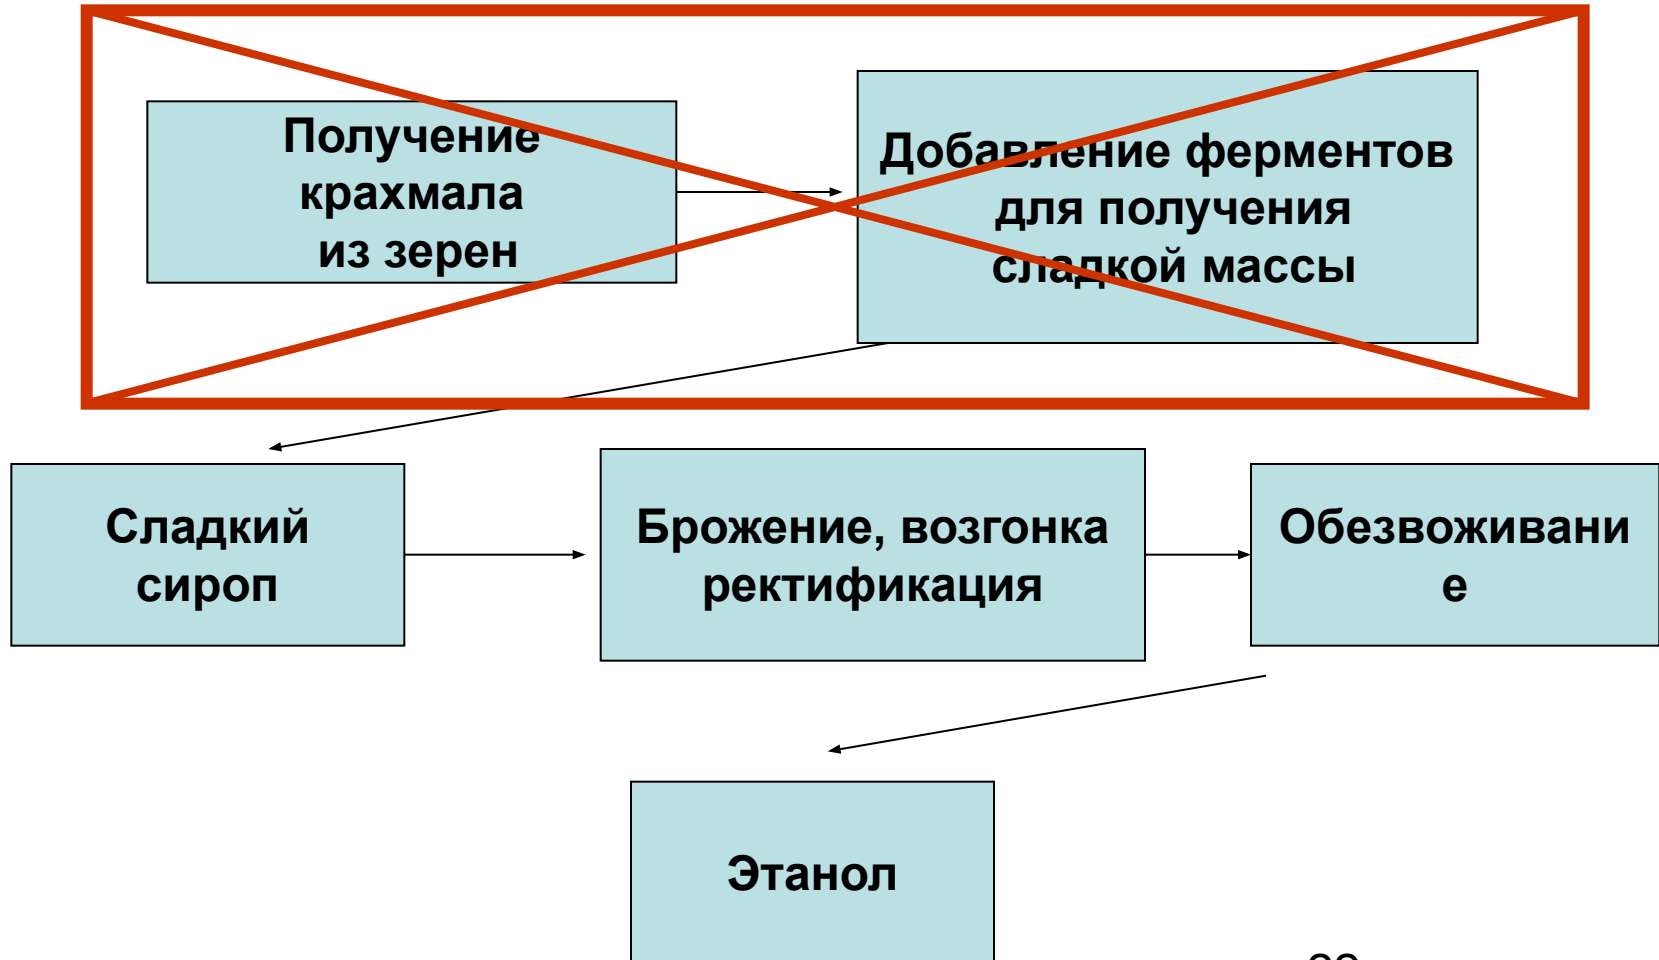 Получение
крахмала
из зерен
Добавление ферментов
для получения
сладкой массы
Сладкий
сироп
Брожение, возгонка
ректификация
Обезвоживани
е
Этанол